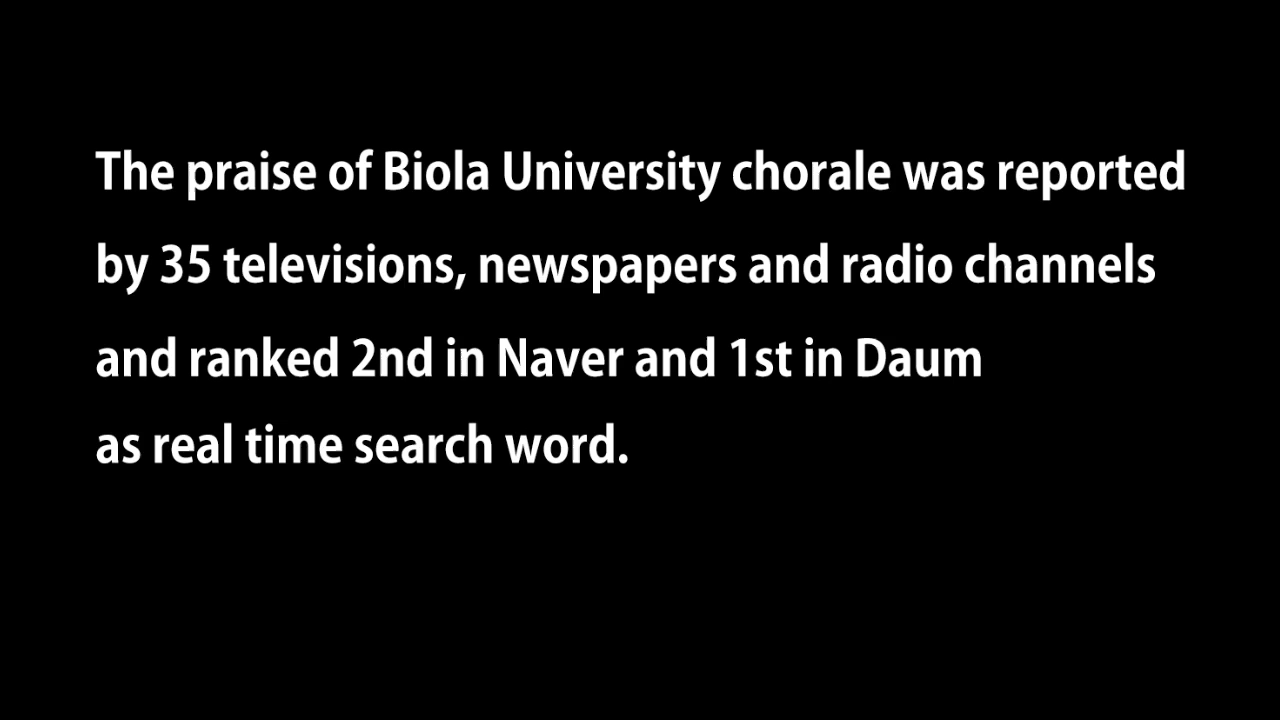 The praise of Biola University chorale was reported
by 35 televisions, newspapers and radio channels
and ranked 2nd in Naver and 1st in Daum
as real time search word.